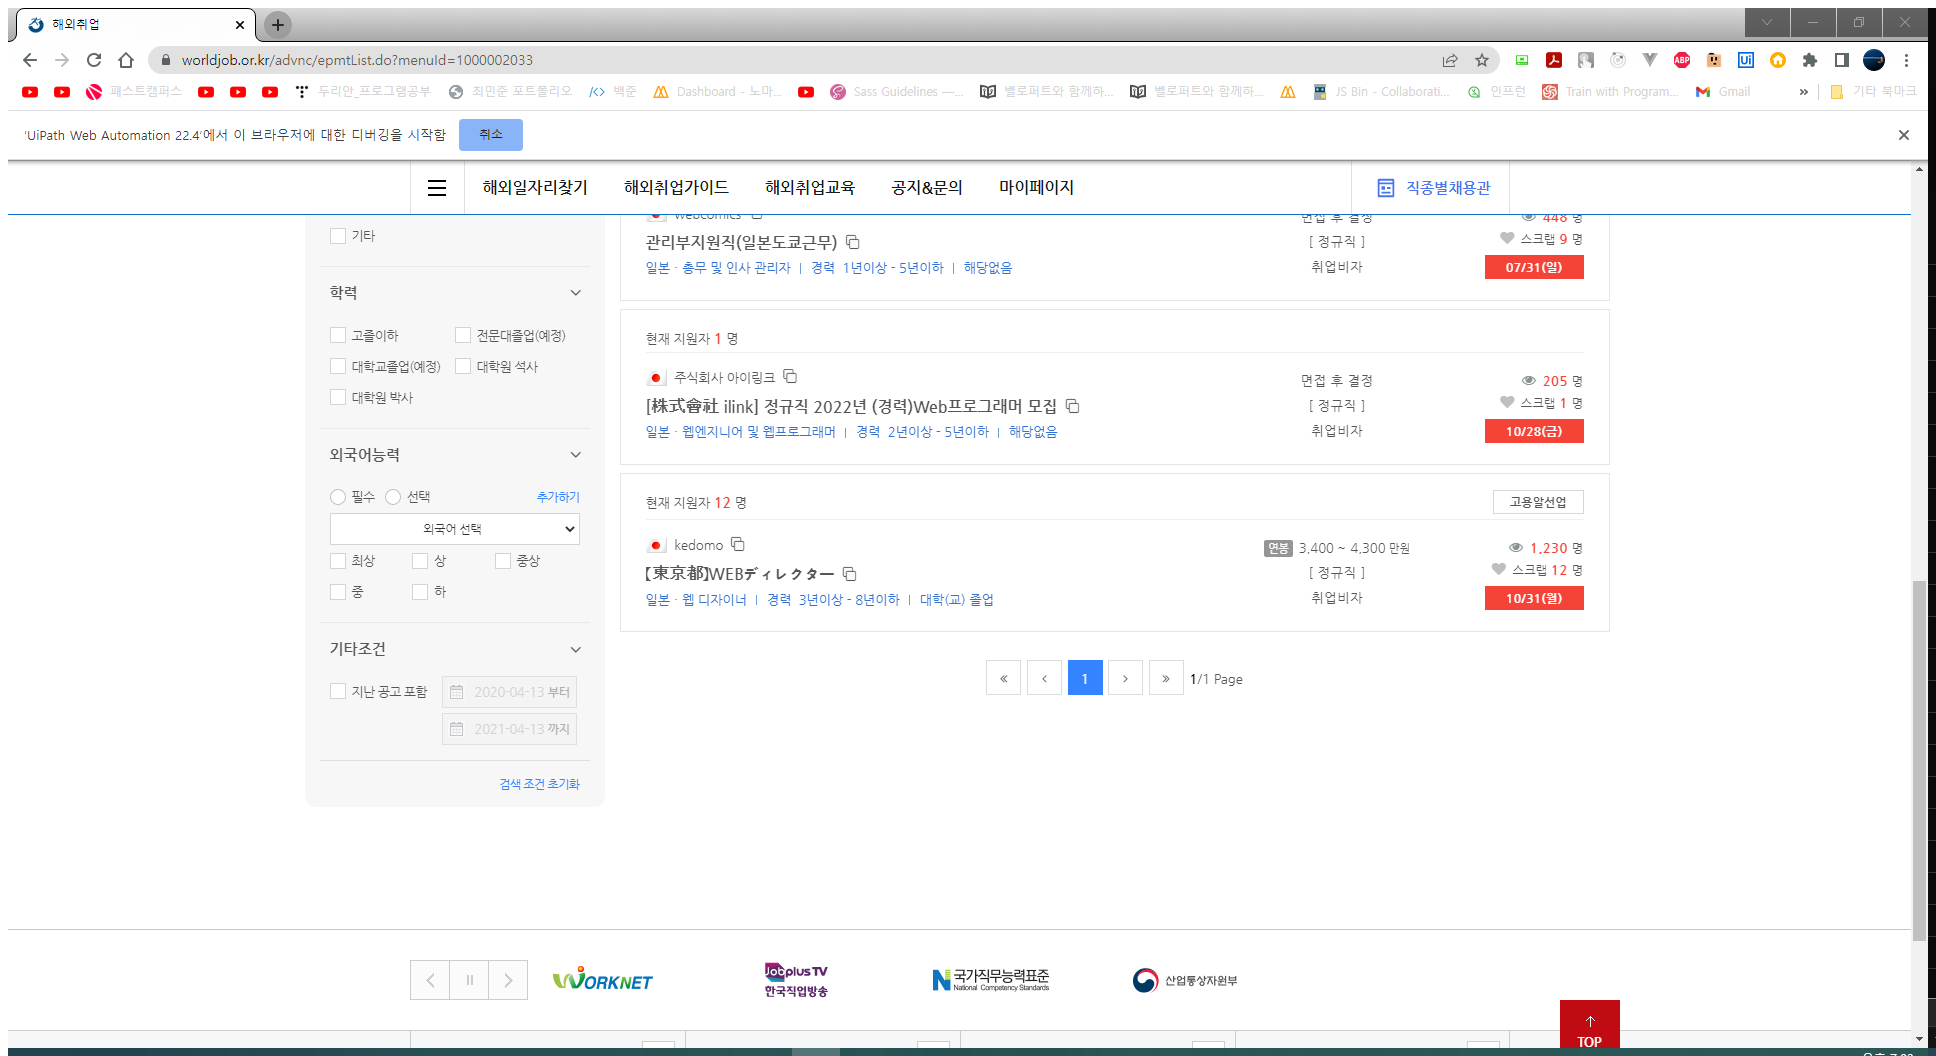 해외취업
worldjob.or.kr/advnc/epmtList.do?menuId=1000002033
패스트캠퍼스
두리안_프로그램공부
최민준 포트폴리오
백준
Dashboard - 노마...
Sass Guidelines —...
벨로퍼트와 함께하...
벨로퍼트와 함께하...
JS Bin - Collaborati...
인프런
Train with Program...
Gmail
»
기타 북마크
'UiPath Web Automation 22.4'에서 이 브라우저에 대한 디버깅을 시작함
취소
해외일자리찾기
해외취업가이드
해외취업교육
공지&문의
마이페이지
직종별채용관
기타
학력
고졸이하
전문대졸업(예정)
대학교졸업(예정)
대학원 석사
대학원 박사
외국어능력
필수
선택
추가하기
외국어 선택
최상
상
중상
중
하
기타조건
지난 공고 포함
2020-04-13 부터
2021-04-13 까지
검색 조건 초기화
webcomics
면접 후 결정
448 명
관리부지원직(일본도쿄근무)
[ 정규직 ]
스크랩 9 명
일본 · 총무 및 인사 관리자 | 경력 1년이상 - 5년이하 | 해당없음
취업비자
07/31(일)
현재 지원자 1 명
주식회사 아이링크
면접 후 결정
205 명
[株式會社 ilink] 정규직 2022년 (경력)Web프로그래머 모집
[ 정규직 ]
스크랩 1 명
일본 · 웹엔지니어 및 웹프로그래머 | 경력 2년이상 - 5년이하 | 해당없음
취업비자
10/28(금)
현재 지원자 12 명
고용알선업
kedomo
연봉 3,400 ~ 4,300 만원
1,230 명
【東京都】WEBディレクター
[ 정규직 ]
스크랩 12 명
일본 · 웹 디자이너 | 경력 3년이상 - 8년이하 | 대학(교) 졸업
취업비자
10/31(월)
« ‹ 1 › » 1/1 Page
WORKNET
Jobplus TV
한국직업방송
국가직무능력표준
National Competency Standards
산업통상자원부
TOP